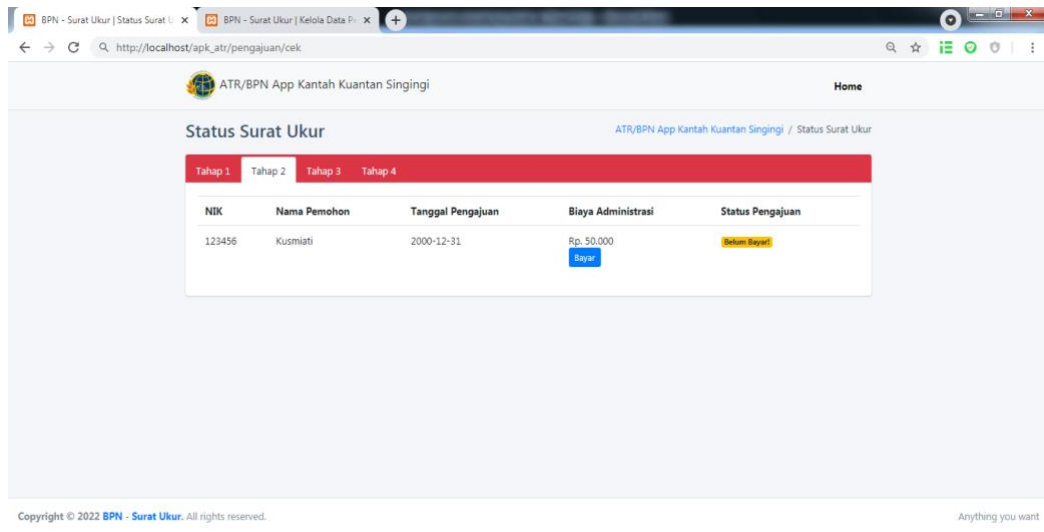 BPN - Surat Ukur | Status Surat U
BPN - Surat Ukur | Kelola Data Pe
http://localhost/apk_atr/pengajuan/cek
ATR/BPN App Kantah Kuantan Singingi
Home
Status Surat Ukur
ATR/BPN App Kantah Kuantan Singingi / Status Surat Ukur
Tahap 1 Tahap 2 Tahap 3 Tahap 4
NIK Nama Pemohon Tanggal Pengajuan Biaya Administrasi Status Pengajuan
123456 Kusmiati 2000-12-31 Rp. 50.000 Belum Bayar!
Bayar
Copyright © 2022 BPN - Surat Ukur. All rights reserved.
Anything you want